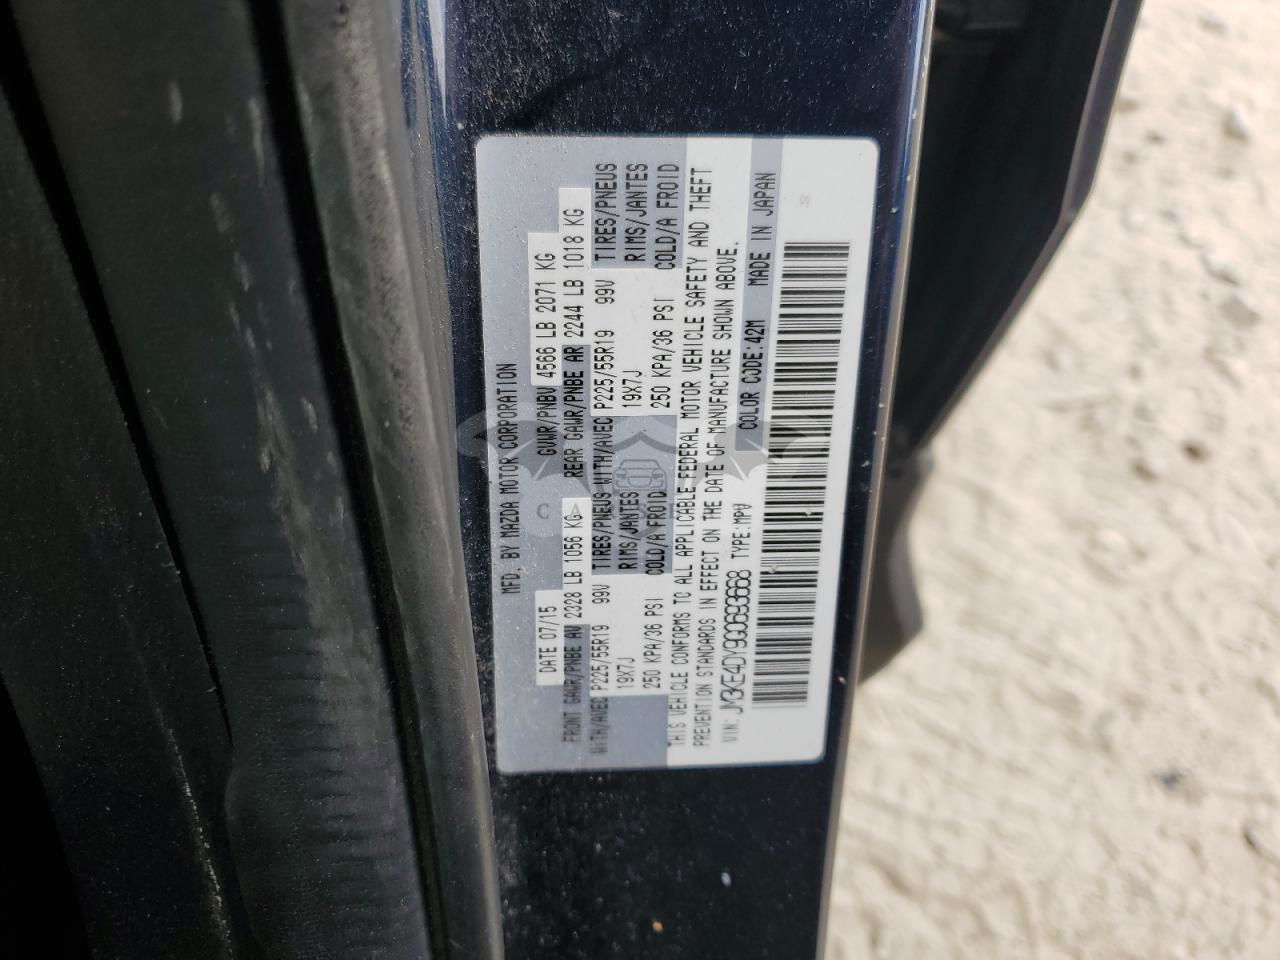 MFD. BY MAZDA MOTOR CORPORATION
DATE 07/15 GVWR/PNBV 4566 LB 2071 KG
FRONT GAWR/PNBE AV 2328 LB 1056 KG REAR GAWR/PNBE AR 2244 LB 1018 KG
WITH/AVEC P225/55R19 99V TIRES/PNEUS WITH/AVEC P225/55R19 99V TIRES/PNEUS
19X7J RIMS/JANTES 19X7J RIMS/JANTES
250 KPA/36 PSI COLD/A FROID 250 KPA/36 PSI COLD/A FROID
THIS VEHICLE CONFORMS TO ALL APPLICABLE FEDERAL MOTOR VEHICLE SAFETY AND THEFT
PREVENTION STANDARDS IN EFFECT ON THE DATE OF MANUFACTURE SHOWN ABOVE.
VIN: JM3KE4DY9G0693668 TYPE:MPV COLOR CODE:42M MADE IN JAPAN